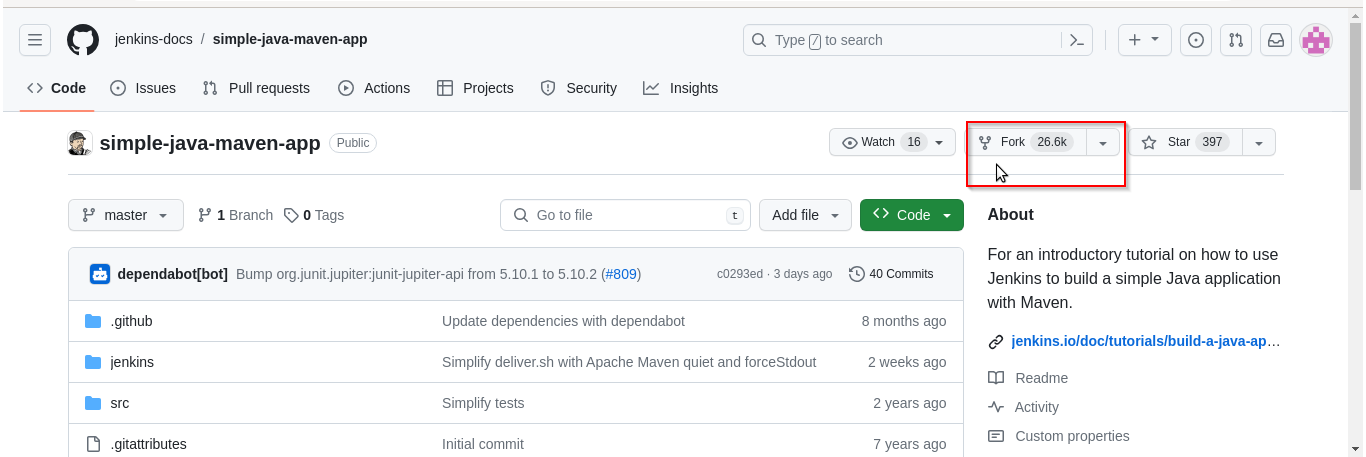 jenkins-docs / simple-java-maven-app
Type / to search
Code Issues Pull requests Actions Projects Security Insights
simple-java-maven-app Public
Watch 16 Fork 26.6k Star 397
master 1 Branch 0 Tags Go to file t Add file Code
About
For an introductory tutorial on how to use
Jenkins to build a simple Java application
with Maven.
jenkins.io/doc/tutorials/build-a-java-ap...
Readme
Activity
Custom properties
dependabot[bot] Bump org.junit.jupiter:junit-jupiter-api from 5.10.1 to 5.10.2 (#809) c0293ed · 3 days ago 40 Commits
.github Update dependencies with dependabot 8 months ago
jenkins Simplify deliver.sh with Apache Maven quiet and forceStdout 2 weeks ago
src Simplify tests 2 years ago
.gitattributes Initial commit 7 years ago